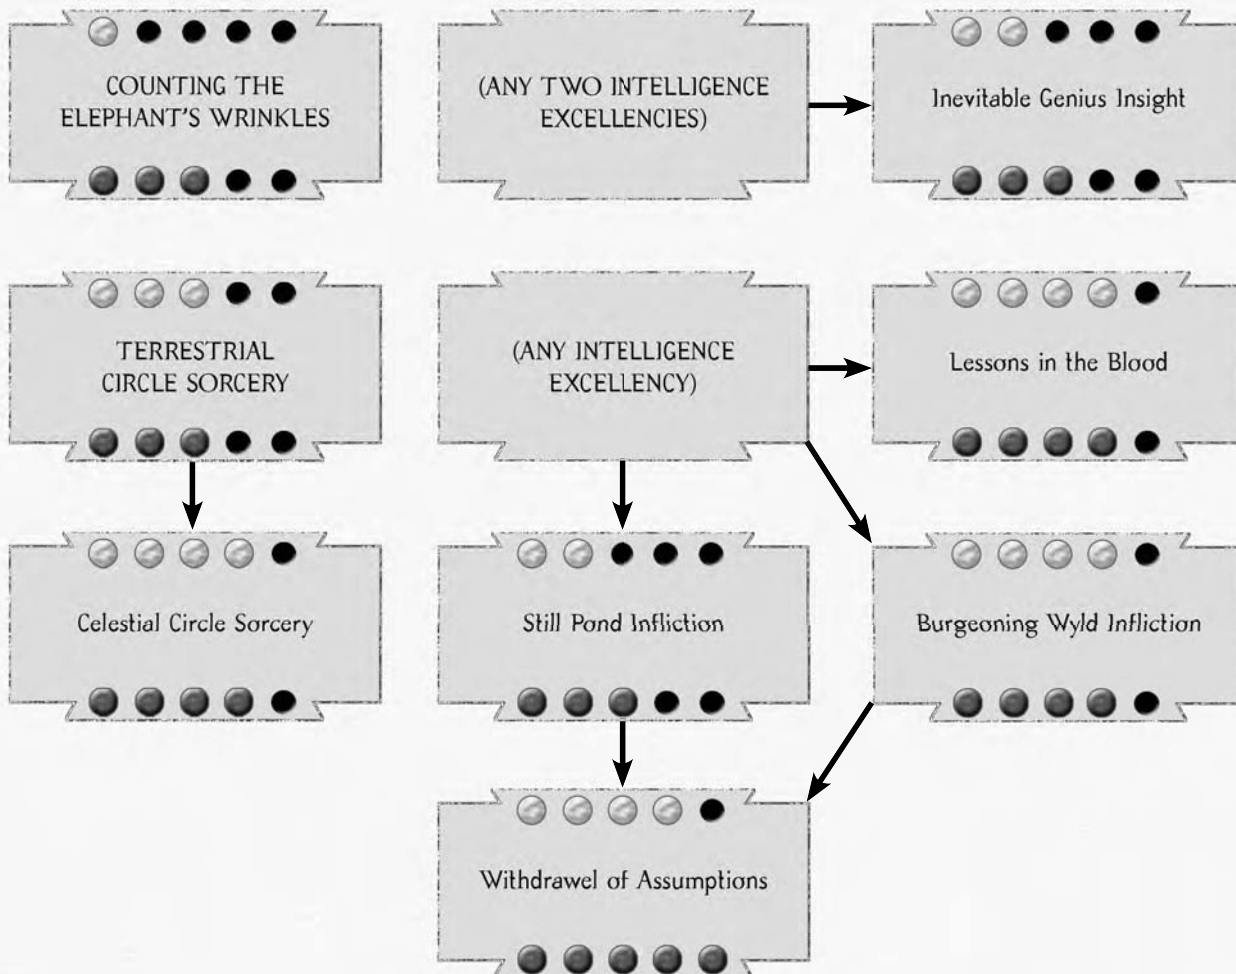 COUNTING THE
ELEPHANT'S WRINKLES
(ANY TWO INTELLIGENCE
EXCELLENCIES)
Inevitable Genius Insight
TERRESTRIAL
CIRCLE SORCERY
(ANY INTELLIGENCE
EXCELLENCY)
Lessons in the Blood
Celestial Circle Sorcery
Still Pond Infliction
Burgeoning Wyld Infliction
Withdrawel of Assumptions